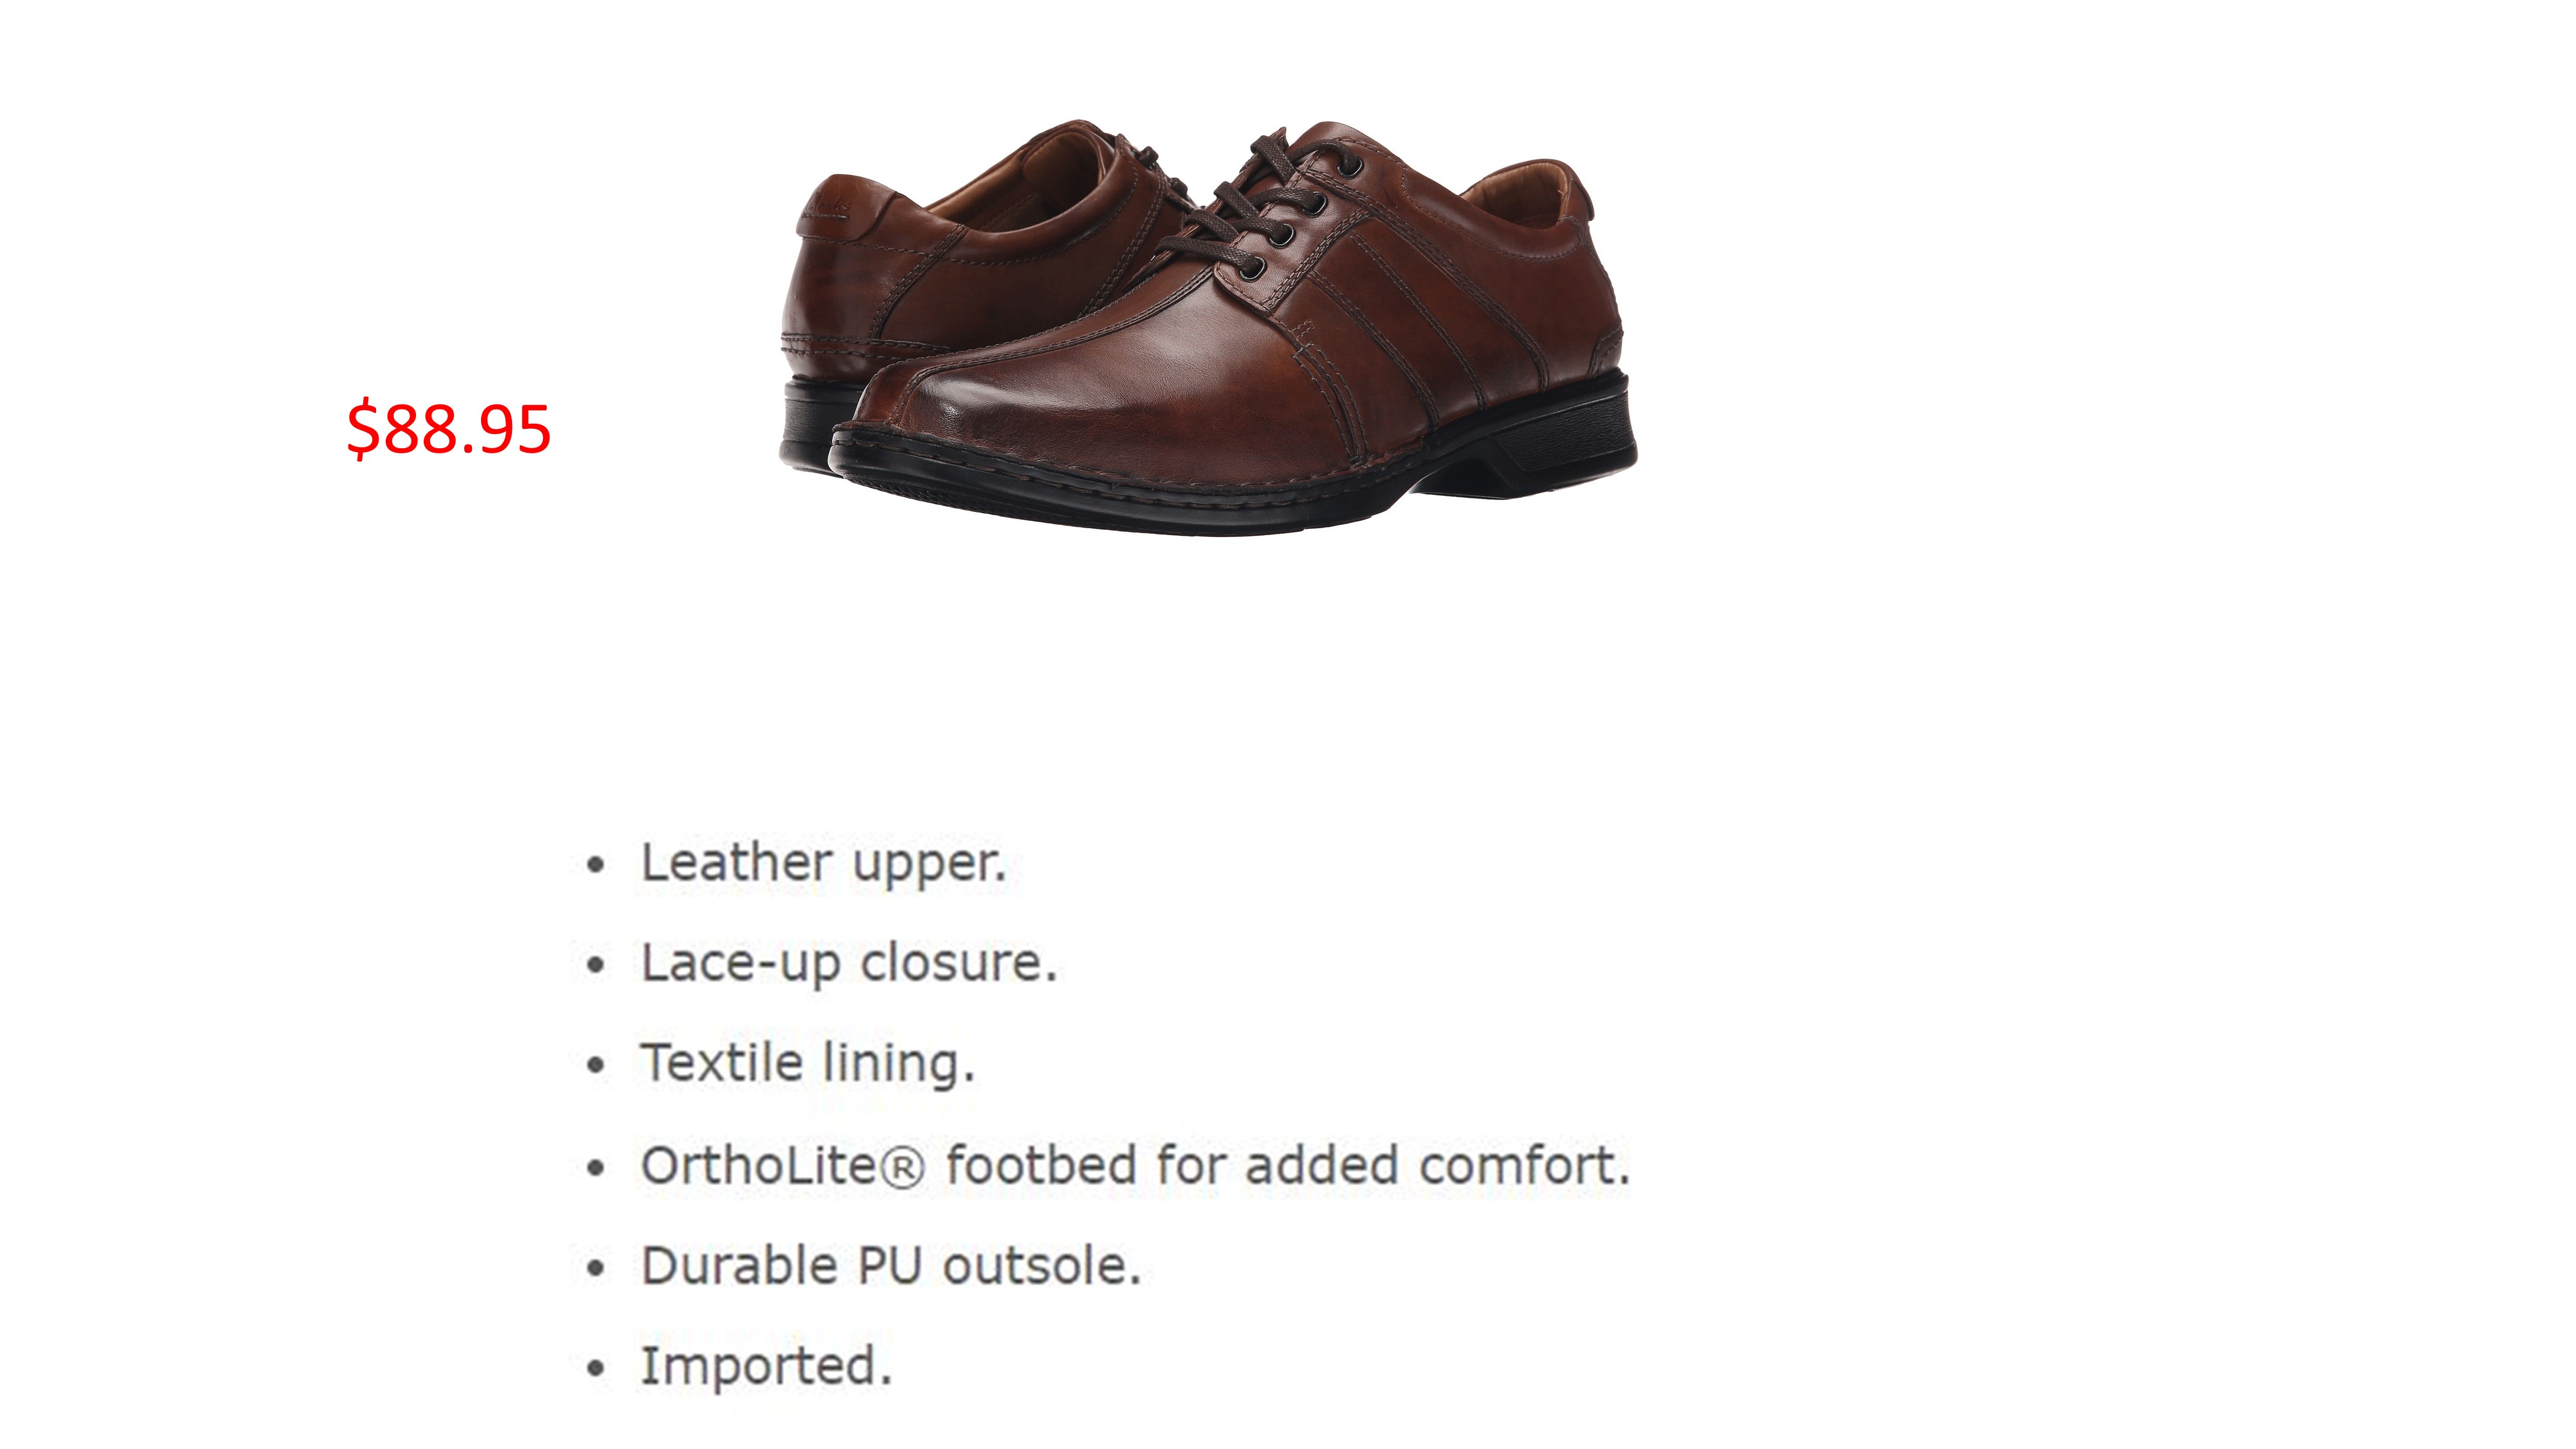 $88.95
• Leather upper.
• Lace-up closure.
• Textile lining.
• OrthoLite® footbed for added comfort.
• Durable PU outsole.
• Imported.